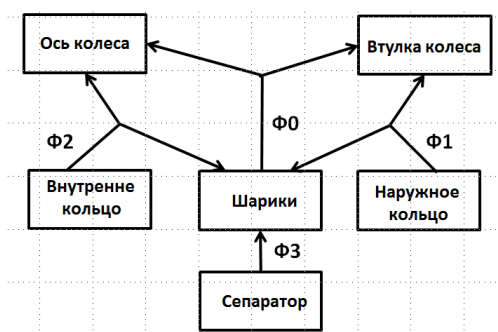 Ось колеса
Втулка колеса
Ф0
Ф2
Ф1
Внутренне
кольцо
Шарики
Наружное
кольцо
Ф3
Сепаратор